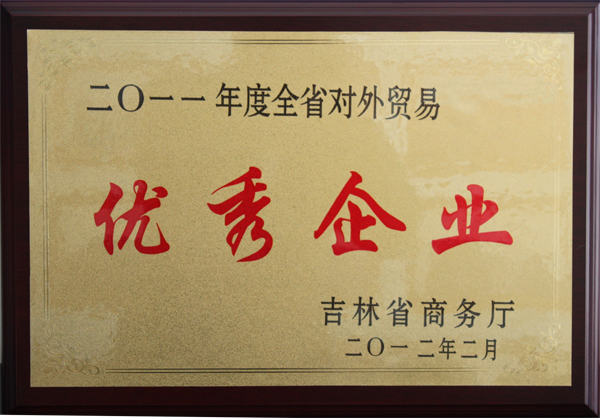 二〇一一年度全省对外贸易
优秀企业
吉林省商务厅
二〇一二年二月